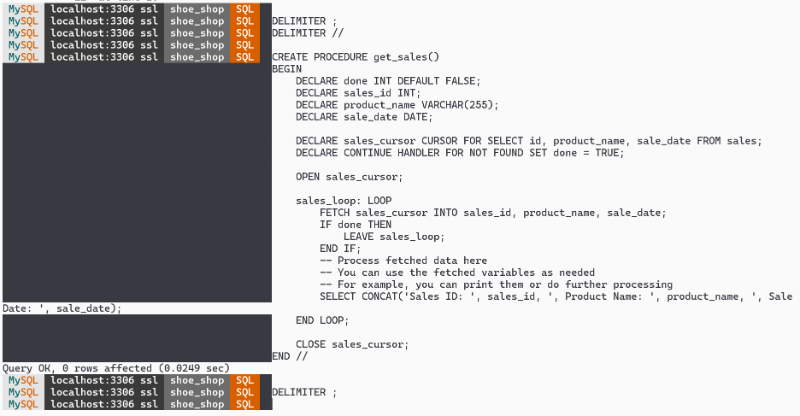 MySQL localhost:3306 ssl shoe_shop SQL DELIMITER ;
MySQL localhost:3306 ssl shoe_shop SQL DELIMITER //
MySQL localhost:3306 ssl shoe_shop SQL
MySQL localhost:3306 ssl shoe_shop SQL CREATE PROCEDURE get_sales()
BEGIN
DECLARE done INT DEFAULT FALSE;
DECLARE sales_id INT;
DECLARE product_name VARCHAR(255);
DECLARE sale_date DATE;
DECLARE sales_cursor CURSOR FOR SELECT id, product_name, sale_date FROM sales;
DECLARE CONTINUE HANDLER FOR NOT FOUND SET done = TRUE;
OPEN sales_cursor;
sales_loop: LOOP
FETCH sales_cursor INTO sales_id, product_name, sale_date;
IF done THEN
LEAVE sales_loop;
END IF;
-- Process fetched data here
-- You can use the fetched variables as needed
-- For example, you can print them or do further processing
SELECT CONCAT('Sales ID: ', sales_id, ', Product Name: ', product_name, ', Sale
Date: ', sale_date);
END LOOP;
CLOSE sales_cursor;
END //
Query OK, 0 rows affected (0.0249 sec)
MySQL localhost:3306 ssl shoe_shop SQL
MySQL localhost:3306 ssl shoe_shop SQL DELIMITER ;
MySQL localhost:3306 ssl shoe_shop SQL